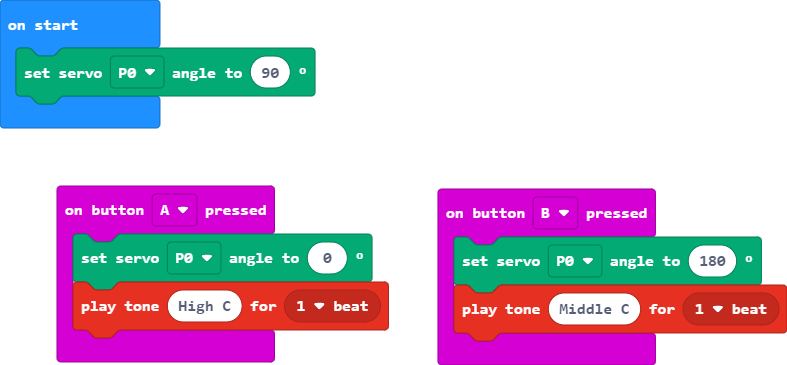 on start
set servo P0 angle to 90 °
on button A pressed
set servo P0 angle to 0 °
play tone High C for 1 beat
on button B pressed
set servo P0 angle to 180 °
play tone Middle C for 1 beat